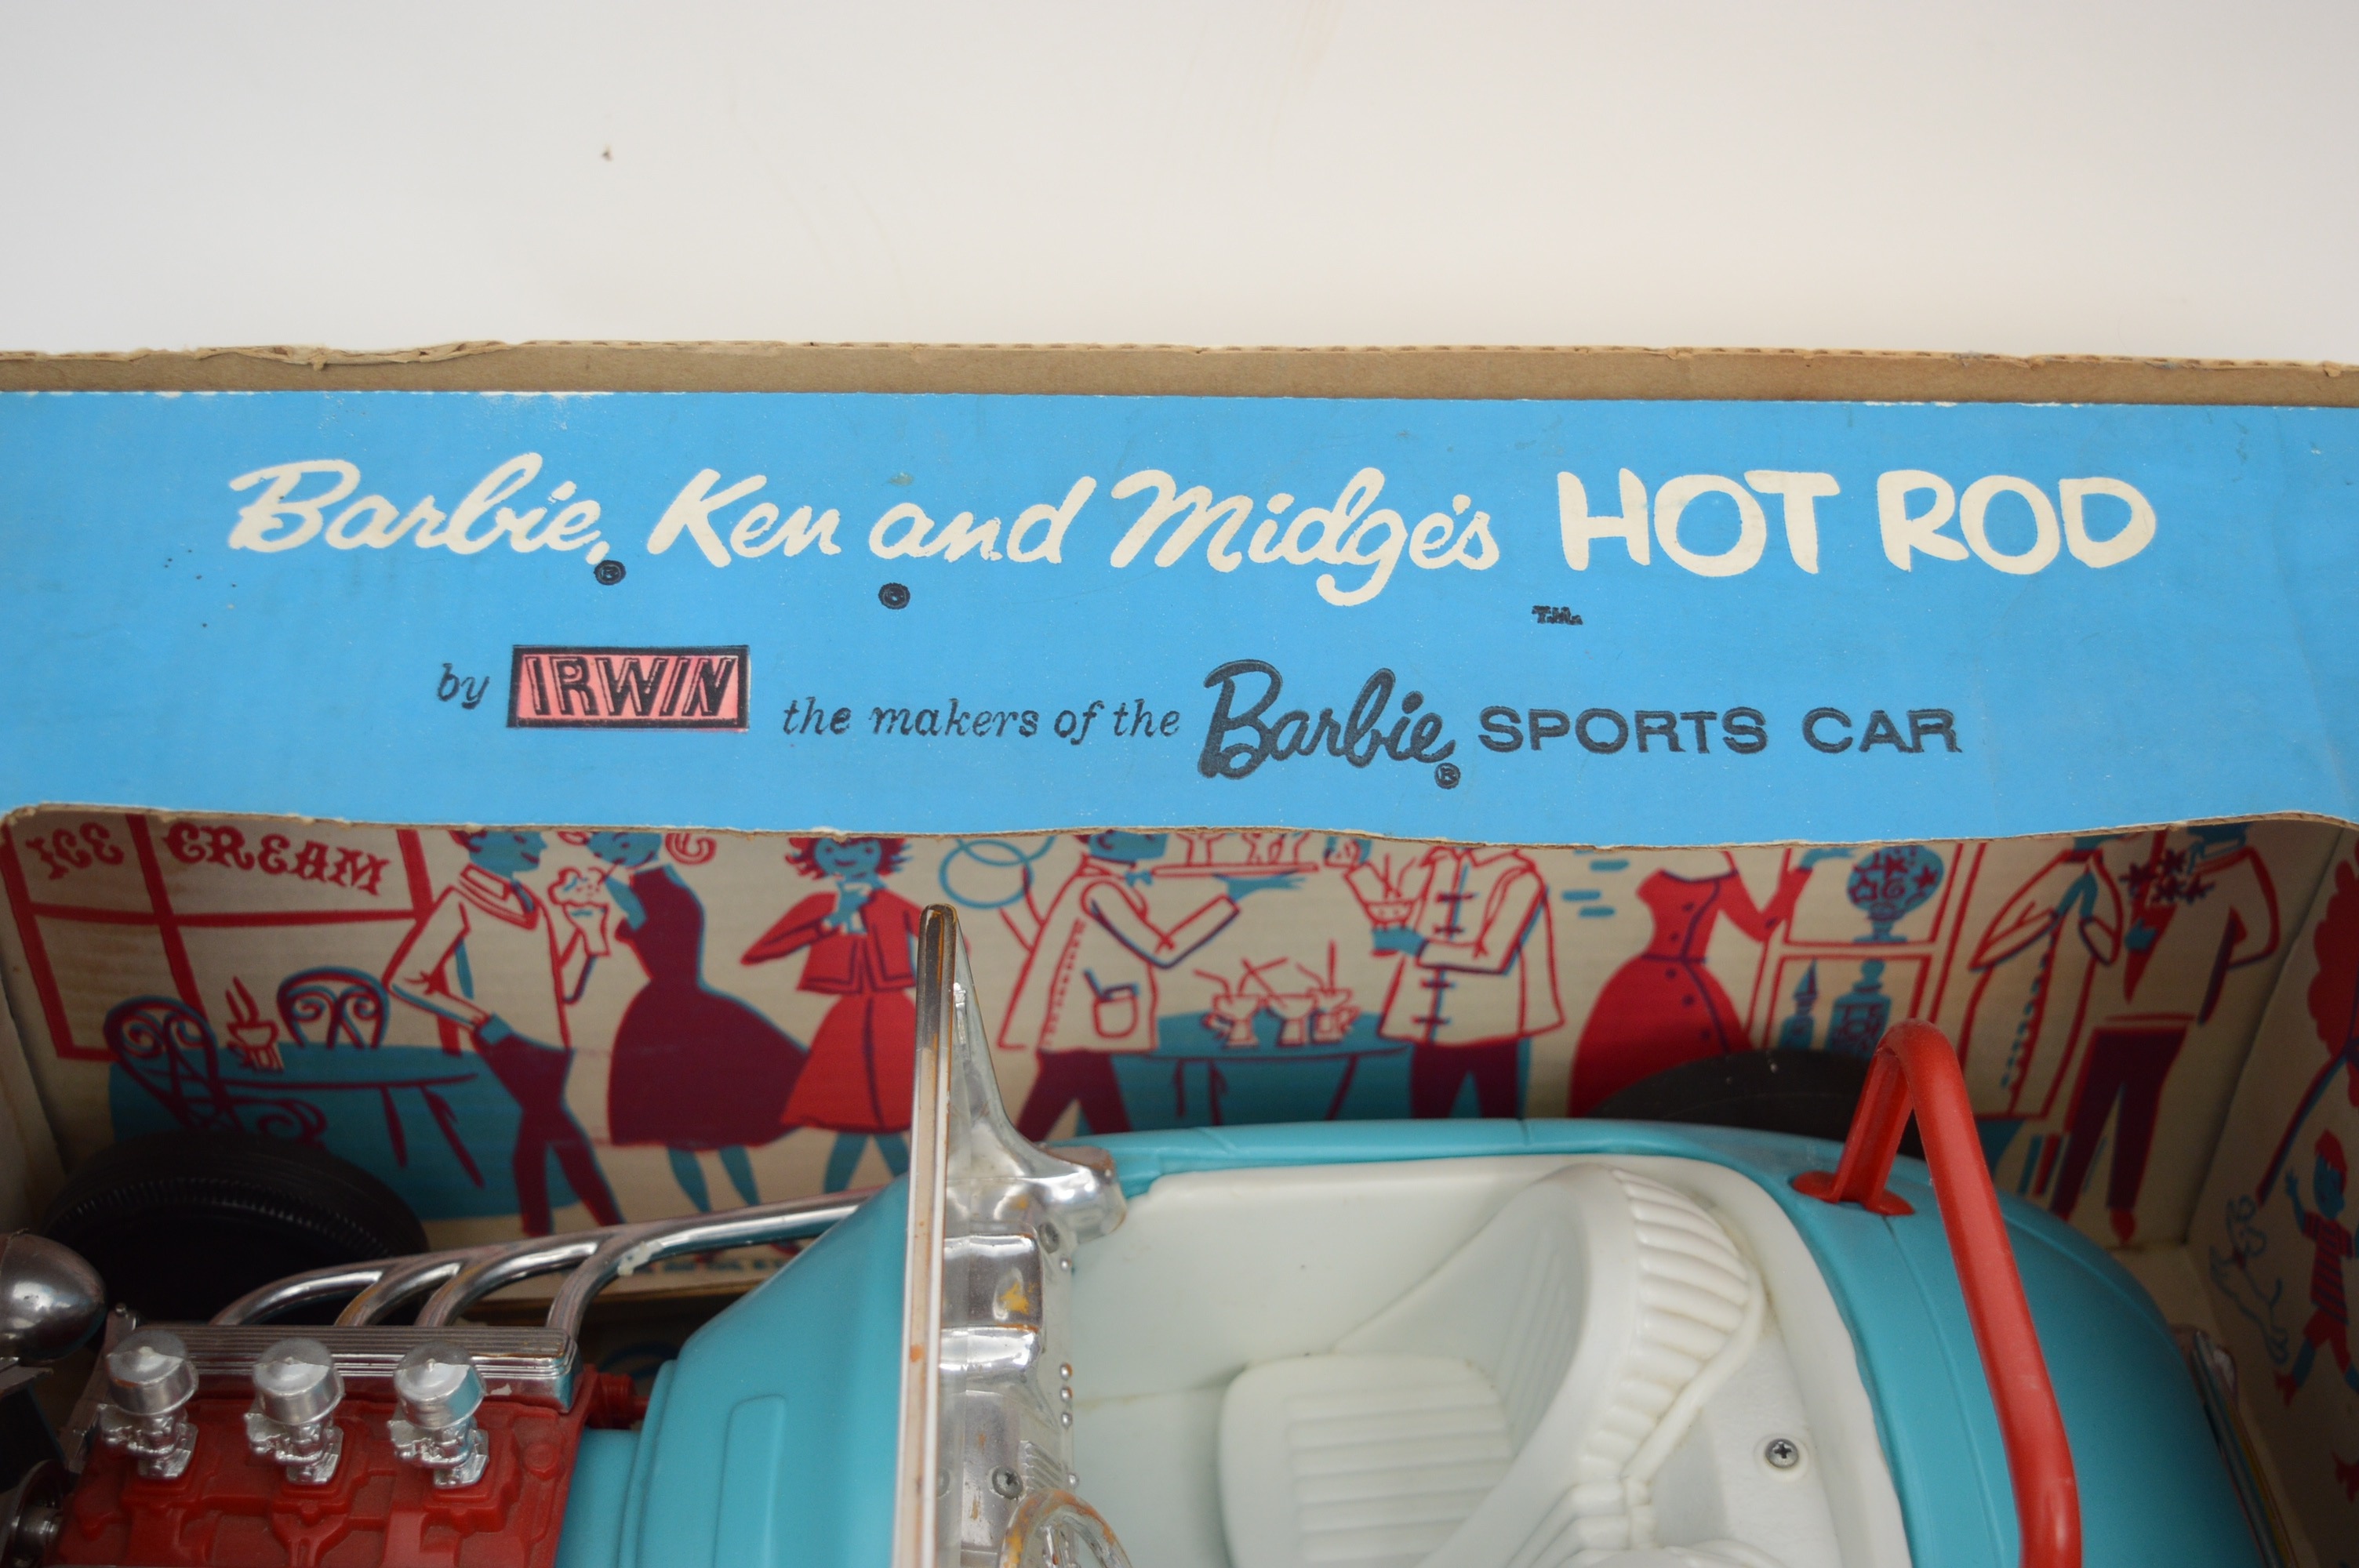 Barbie,® Ken and Midge's HOT ROD
T.M.
by IRWIN the makers of the Barbie® SPORTS CAR
ICE CREAM